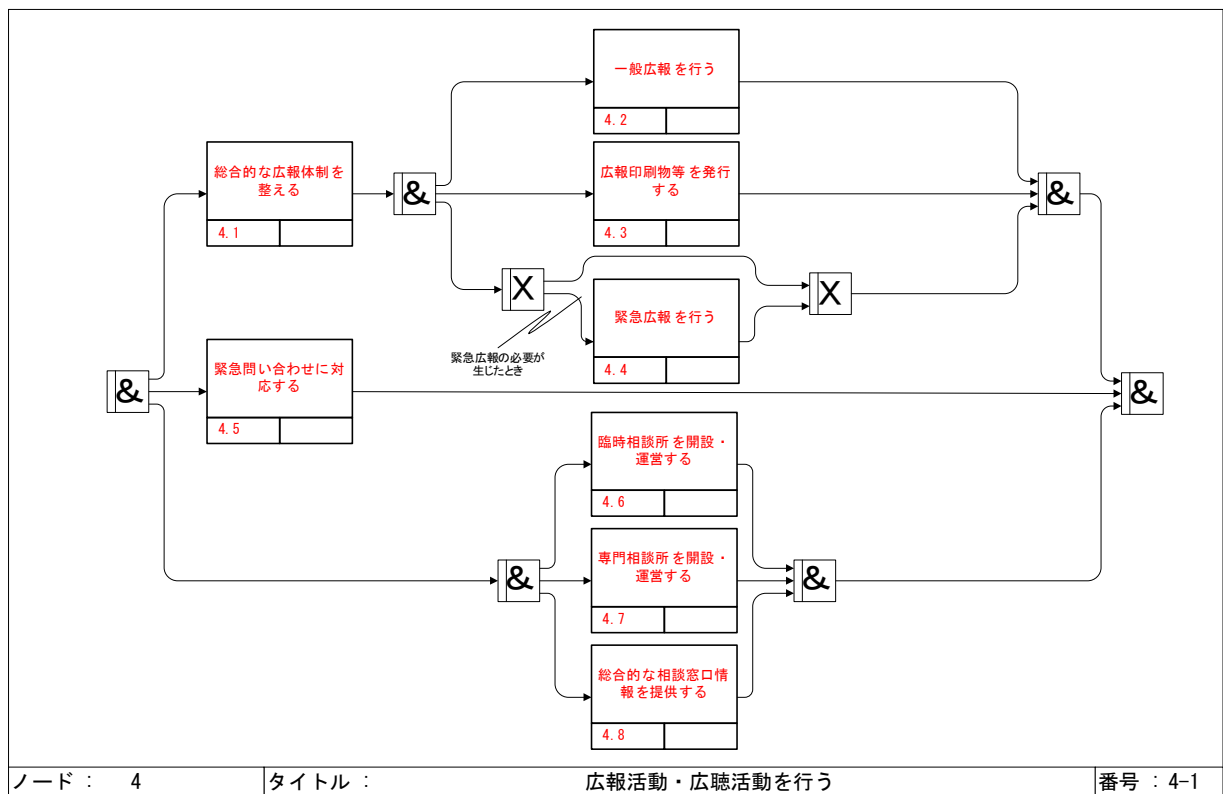 一般広報を行う
4.2
総合的な広報体制を
整える
4.1
&
広報印刷物等を発行
する
4.3
&
X
X
緊急広報を行う
4.4
緊急広報の必要が
生じたとき
&
緊急問い合わせに対
応する
4.5
&
臨時相談所を開設・
運営する
4.6
&
専門相談所を開設・
運営する
4.7
&
総合的な相談窓口情
報を提供する
4.8
ノード： 4 タイトル： 広報活動・広聴活動を行う 番号：4-1